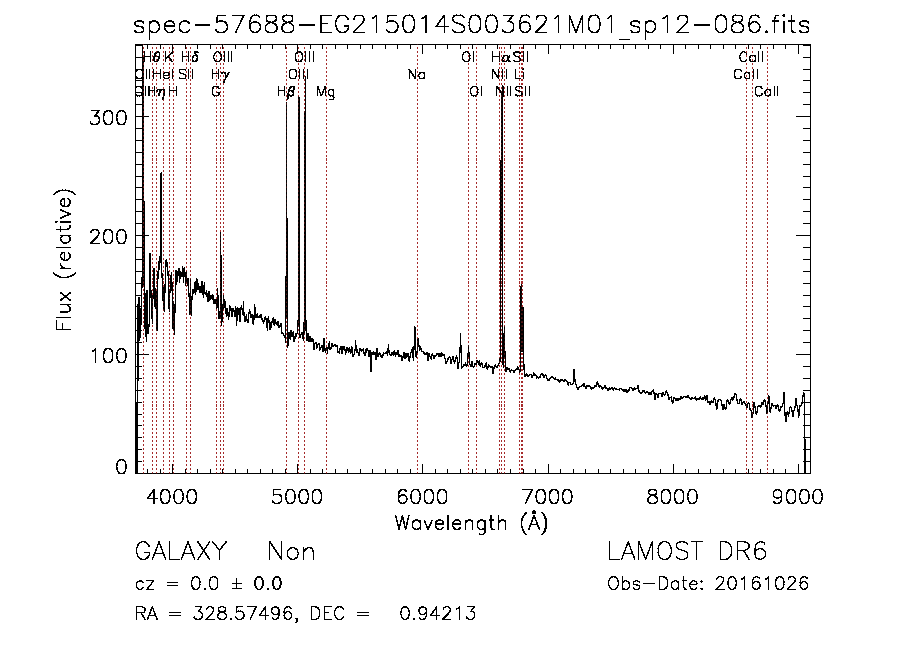 spec-57688-EG215014S003621M01_sp12-086.fits
Hθ K Hδ OIII OIII OI Hα SII CaII
OII HeI SII Hγ OIII Na NII Li CaII
OII Hη H G Hβ Mg OI NII SII CaII
300
200
100
0
Flux (relative)
4000 5000 6000 7000 8000 9000
Wavelength (Å)
GALAXY Non LAMOST DR6
cz = 0.0 ± 0.0 Obs-Date: 20161026
RA = 328.57496, DEC = 0.94213